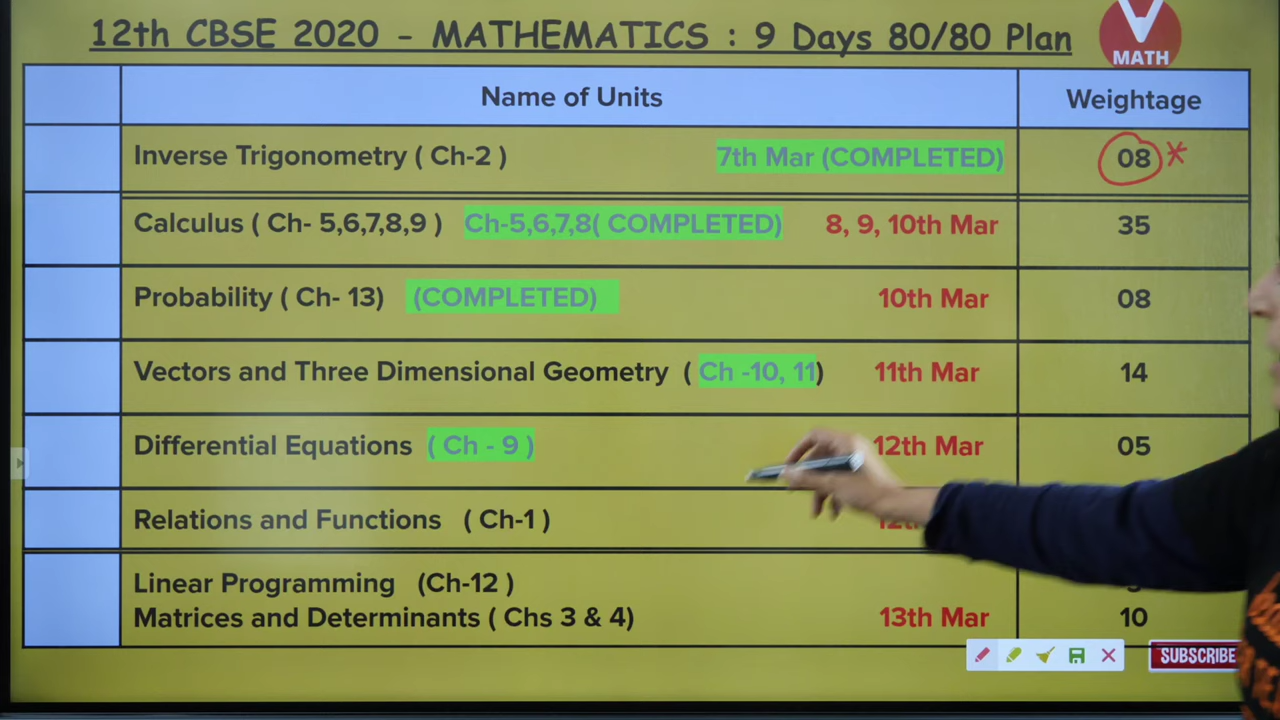 12th CBSE 2020 - MATHEMATICS : 9 Days 80/80 Plan
V MATH
Name of Units Weightage
Inverse Trigonometry ( Ch-2 ) 7th Mar (COMPLETED) 08 *
Calculus ( Ch- 5,6,7,8,9 ) Ch-5,6,7,8( COMPLETED) 8, 9, 10th Mar 35
Probability ( Ch- 13) (COMPLETED) 10th Mar 08
Vectors and Three Dimensional Geometry ( Ch -10, 11) 11th Mar 14
Differential Equations ( Ch - 9 ) 12th Mar 05
Relations and Functions ( Ch-1 )
Linear Programming (Ch-12 )
Matrices and Determinants ( Chs 3 & 4) 13th Mar 10
SUBSCRIBE